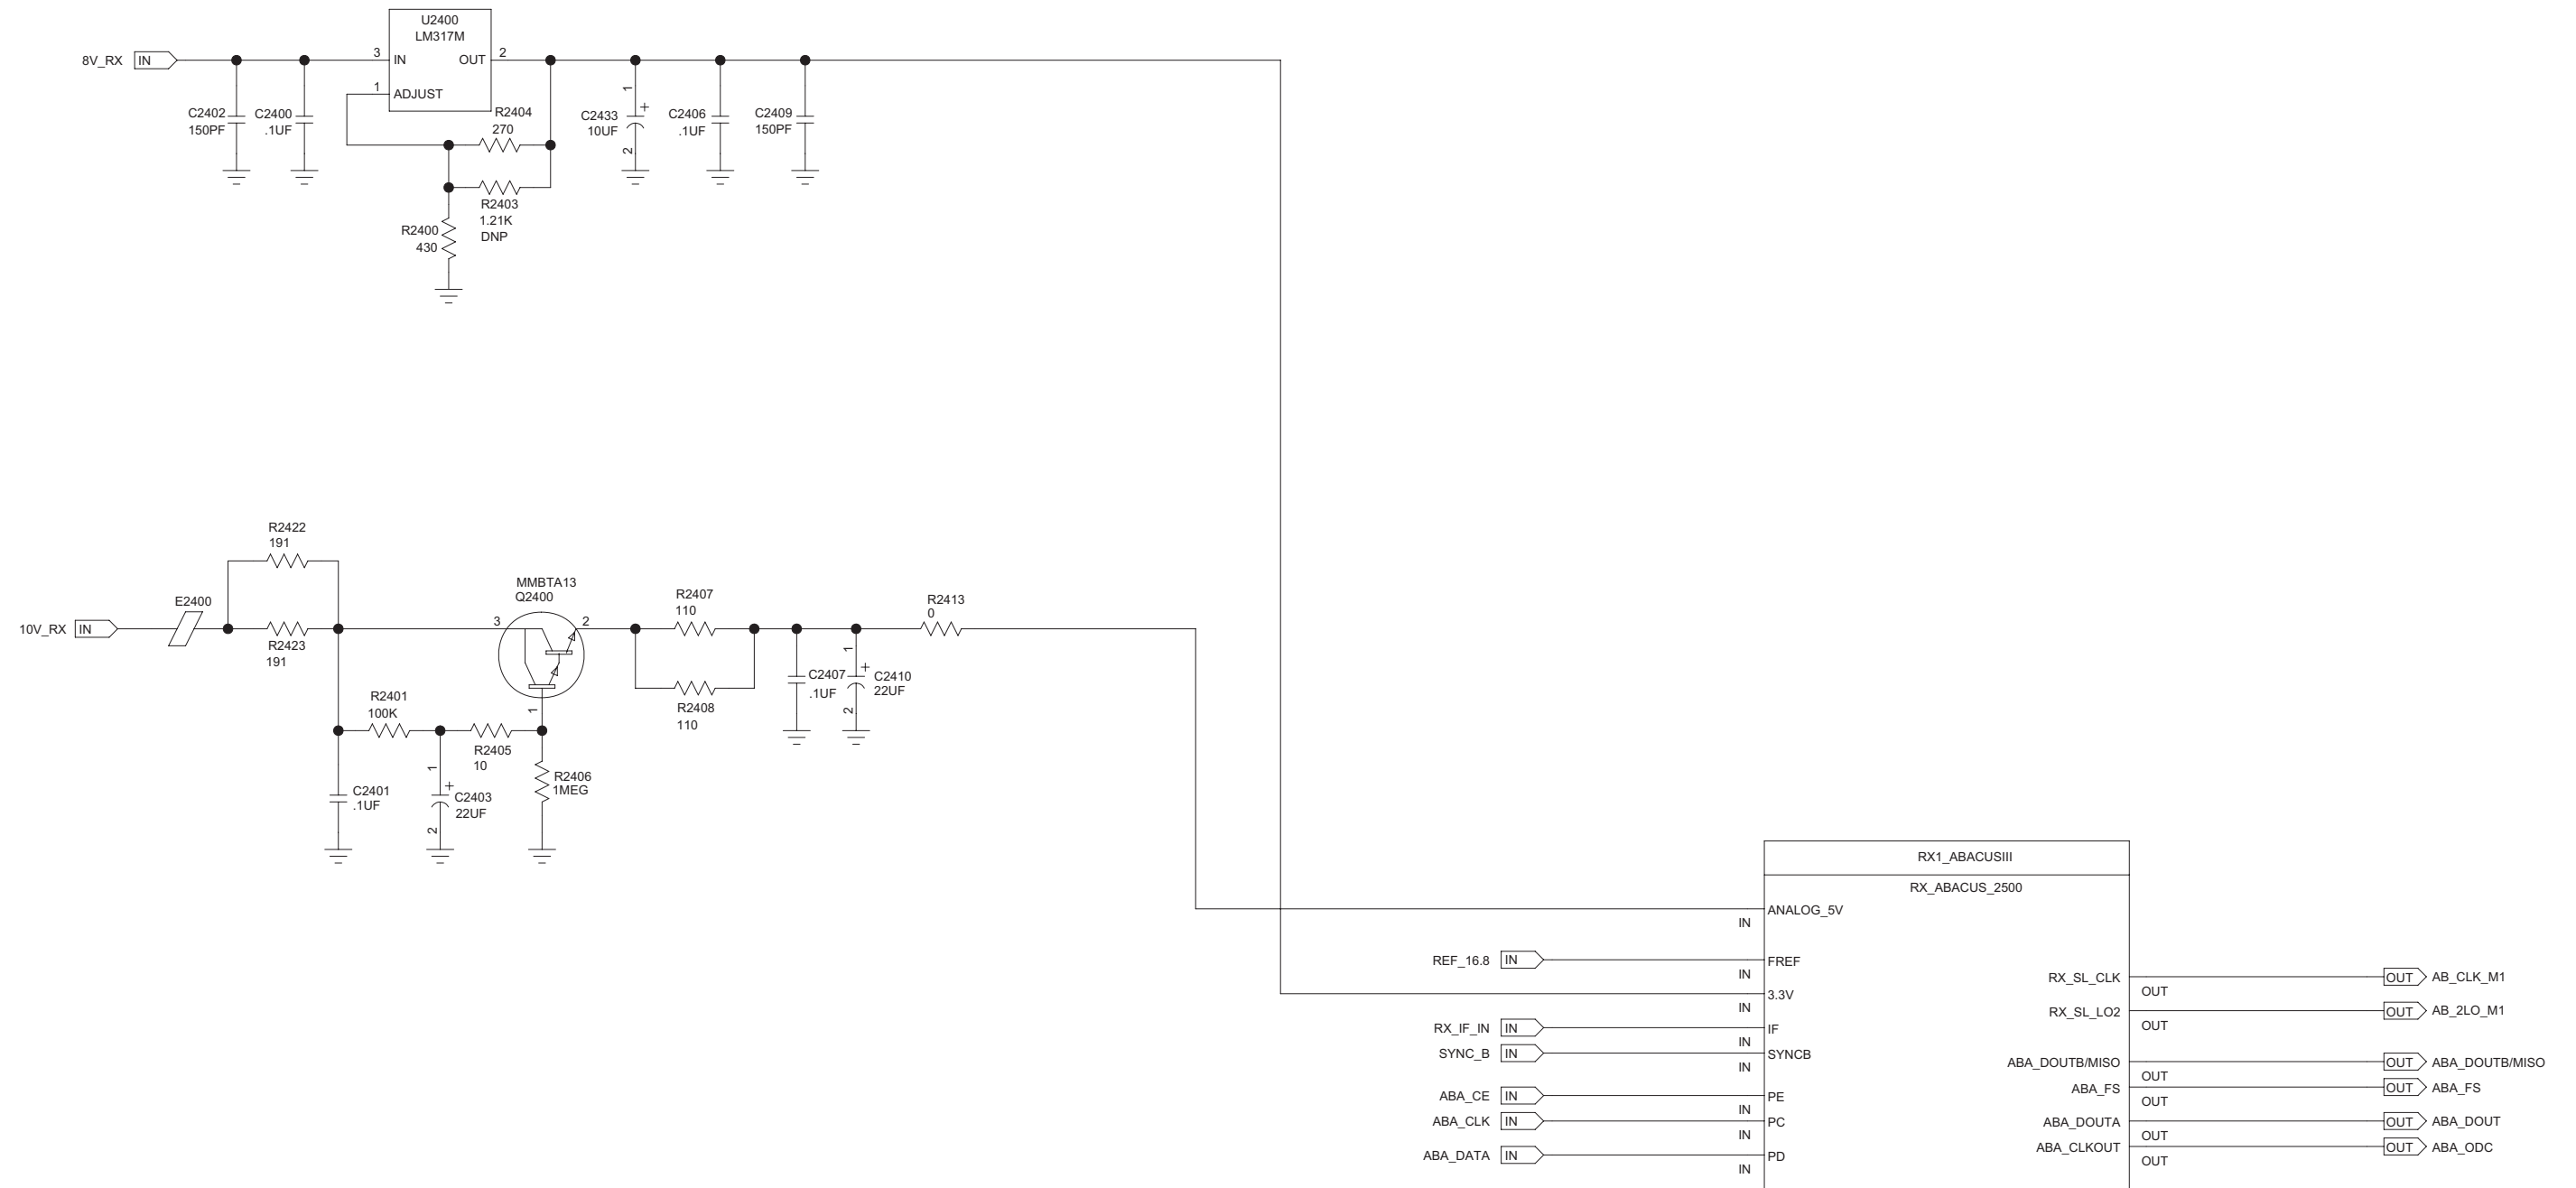 U2400
LM317M
8V_RX
IN
3
IN
OUT
2
1
ADJUST
C2402
150PF
C2400
.1UF
R2404
270
R2403
1.21K
DNP
R2400
430
1
C2433
10UF
+
2
C2406
.1UF
C2409
150PF
R2422
191
E2400
10V_RX
IN
R2423
191
MMBTA13
Q2400
3
2
1
R2407
110
R2408
110
R2413
0
R2401
100K
R2405
10
R2406
1MEG
C2401
.1UF
1
+
C2403
22UF
2
C2407
.1UF
1
+
C2410
22UF
2
RX1_ABACUSIII
RX_ABACUS_2500
ANALOG_5V
IN
REF_16.8
IN
FREF
IN
3.3V
IN
RX_IF_IN
IN
IF
IN
SYNC_B
IN
SYNCB
IN
ABA_CE
IN
PE
IN
ABA_CLK
IN
PC
IN
ABA_DATA
IN
PD
IN
RX_SL_CLK
OUT
OUT
AB_CLK_M1
RX_SL_LO2
OUT
OUT
AB_2LO_M1
ABA_DOUTB/MISO
OUT
OUT
ABA_DOUTB/MISO
ABA_FS
OUT
OUT
ABA_FS
ABA_DOUTA
OUT
OUT
ABA_DOUT
ABA_CLKOUT
OUT
OUT
ABA_ODC